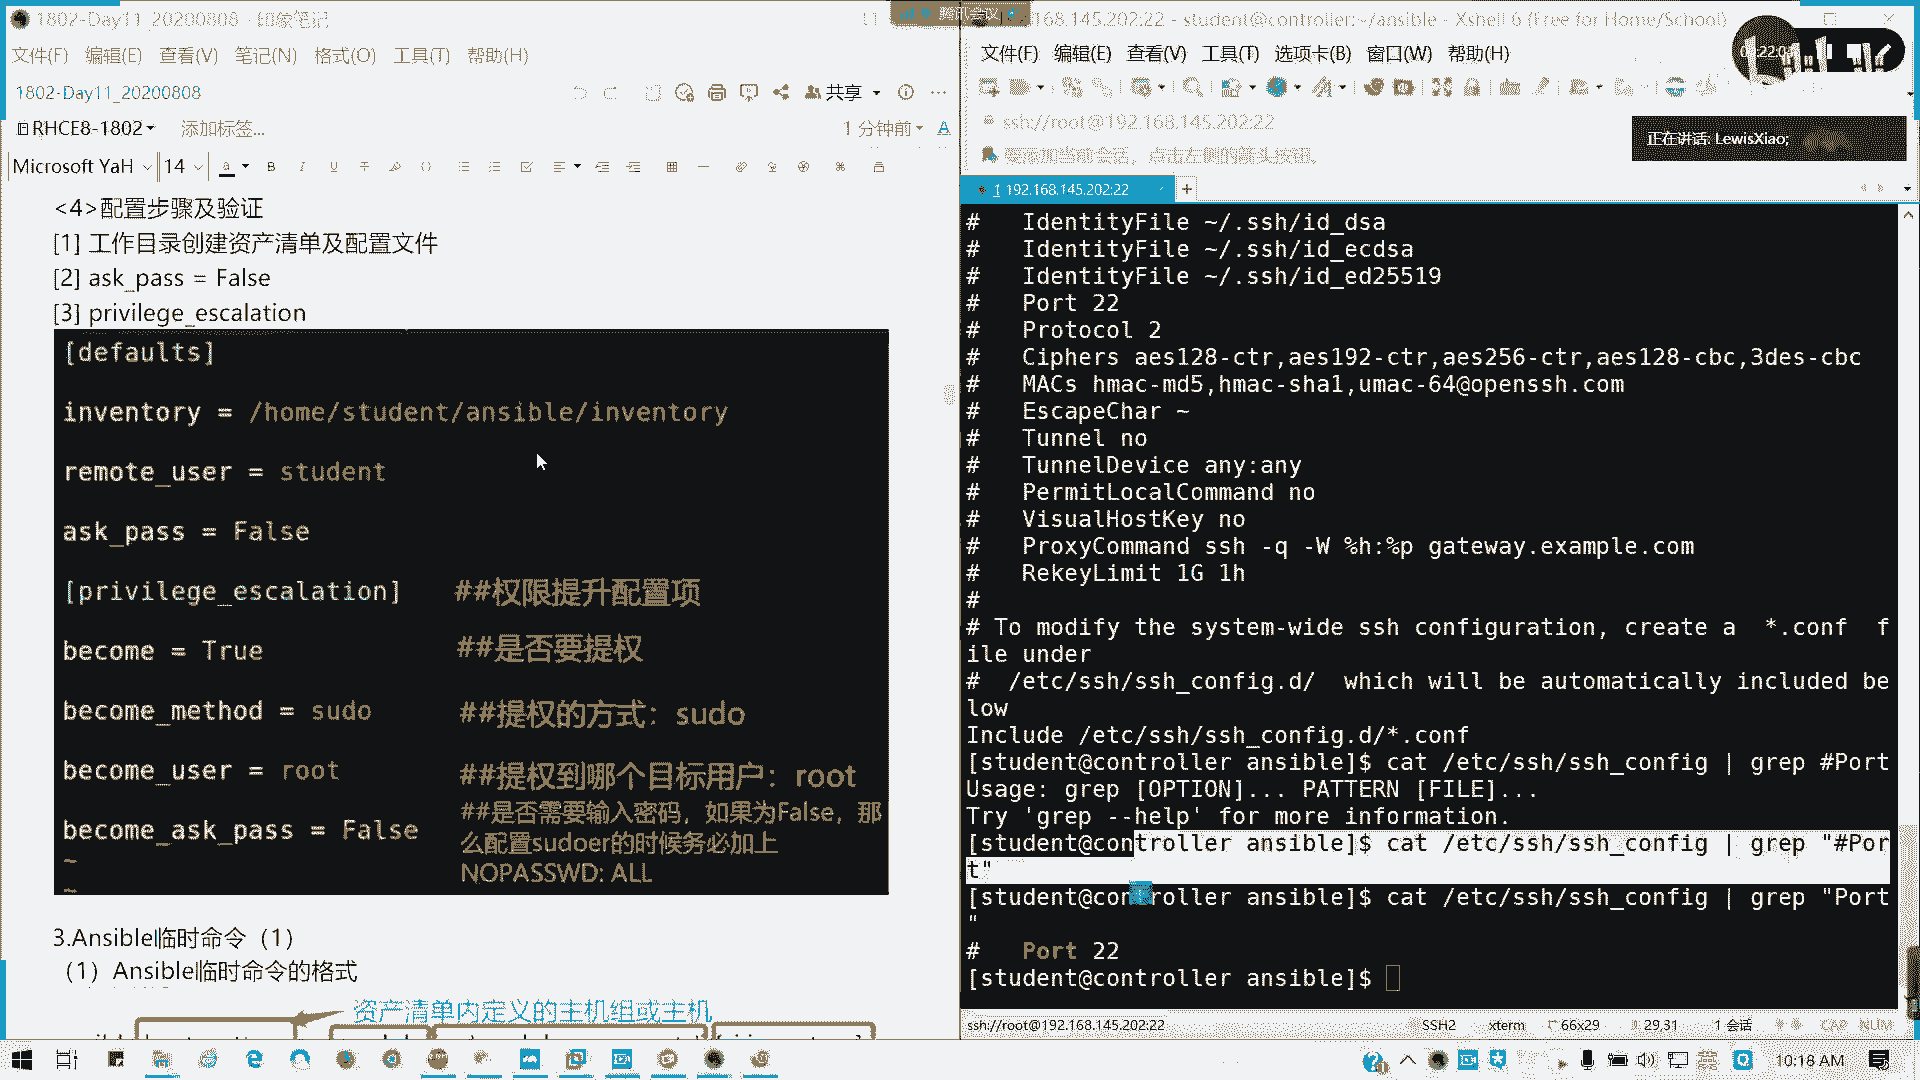 1802-Day11_20200808 - 印象笔记
文件(F) 编辑(E) 查看(V) 笔记(N) 格式(O) 工具(T) 帮助(H)
1802-Day11_20200808
共享
RHCE8-1802 添加标签...
1 分钟前
Microsoft YaH 14
<4>配置步骤及验证
[1] 工作目录创建资产清单及配置文件
[2] ask_pass = False
[3] privilege_escalation
[defaults]
inventory = /home/student/ansible/inventory
remote_user = student
ask_pass = False
[privilege_escalation] ##权限提升配置项
become = True ##是否要提权
become_method = sudo ##提权的方式：sudo
become_user = root ##提权到哪个目标用户：root
##是否需要输入密码，如果为False，那
become_ask_pass = False 么配置sudoer的时候务必加上
NOPASSWD: ALL
~
~
3.Ansible临时命令（1）
（1）Ansible临时命令的格式
资产清单内定义的主机组或主机
腾讯会议
168.145.202:22 - student@controller:~/ansible - Xshell 6 (Free for Home/School)
文件(F) 编辑(E) 查看(V) 工具(T) 选项卡(B) 窗口(W) 帮助(H)
ssh://root@192.168.145.202:22
要添加当前会话，点击左侧的箭头按钮。
正在讲话: LewisXiao;
1 192.168.145.202:22
#   IdentityFile ~/.ssh/id_dsa
#   IdentityFile ~/.ssh/id_ecdsa
#   IdentityFile ~/.ssh/id_ed25519
#   Port 22
#   Protocol 2
#   Ciphers aes128-ctr,aes192-ctr,aes256-ctr,aes128-cbc,3des-cbc
#   MACs hmac-md5,hmac-sha1,umac-64@openssh.com
#   EscapeChar ~
#   Tunnel no
#   TunnelDevice any:any
#   PermitLocalCommand no
#   VisualHostKey no
#   ProxyCommand ssh -q -W %h:%p gateway.example.com
#   RekeyLimit 1G 1h
#
# To modify the system-wide ssh configuration, create a  *.conf  f
ile under
#  /etc/ssh/ssh_config.d/  which will be automatically included be
low
Include /etc/ssh/ssh_config.d/*.conf
[student@controller ansible]$ cat /etc/ssh/ssh_config | grep #Port
Usage: grep [OPTION]... PATTERN [FILE]...
Try 'grep --help' for more information.
[student@controller ansible]$ cat /etc/ssh/ssh_config | grep "#Por
t"
[student@controller ansible]$ cat /etc/ssh/ssh_config | grep "Port
"
#   Port 22
[student@controller ansible]$
ssh://root@192.168.145.202:22 SSH2 xterm 66x29 29,31 1 会话 CAP NUM
英 10:18 AM